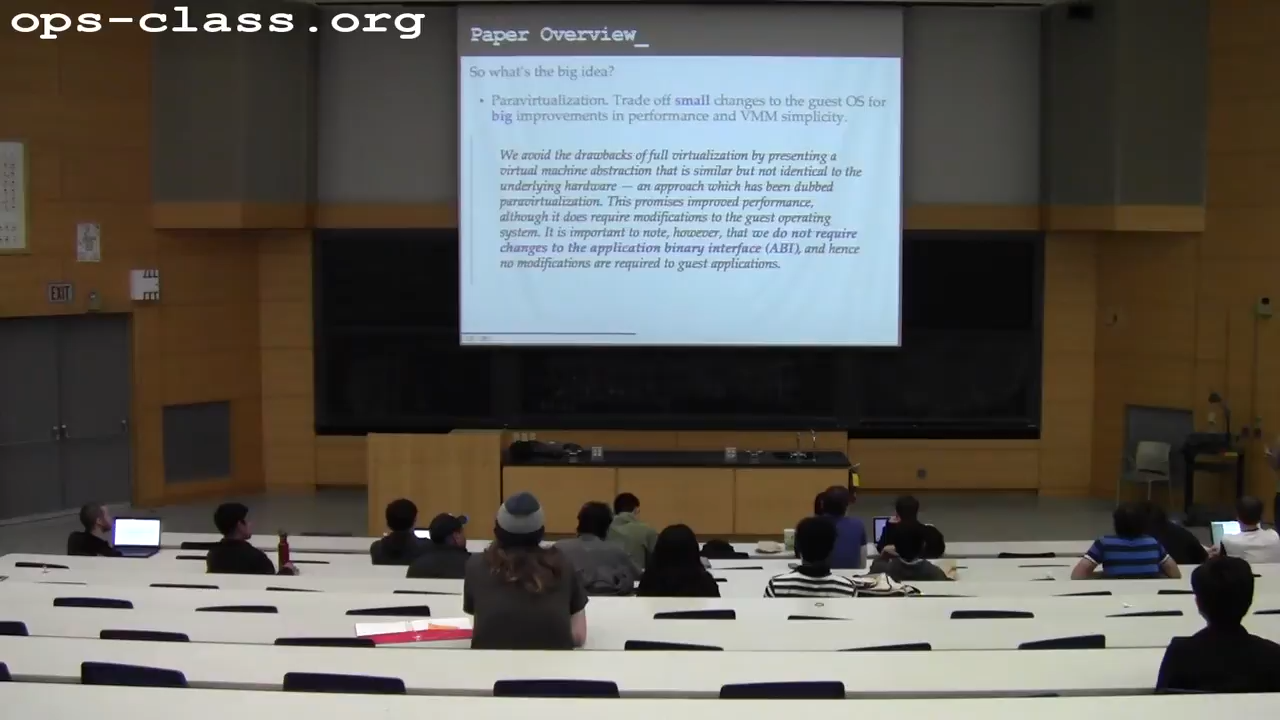 ops-class.org
Paper Overview_
So what's the big idea?
• Paravirtualization. Trade off small changes to the guest OS for
big improvements in performance and VMM simplicity.
We avoid the drawbacks of full virtualization by presenting a
virtual machine abstraction that is similar but not identical to the
underlying hardware — an approach which has been dubbed
paravirtualization. This promises improved performance,
although it does require modifications to the guest operating
system. It is important to note, however, that we do not require
changes to the application binary interface (ABI), and hence
no modifications are required to guest applications.
EXIT